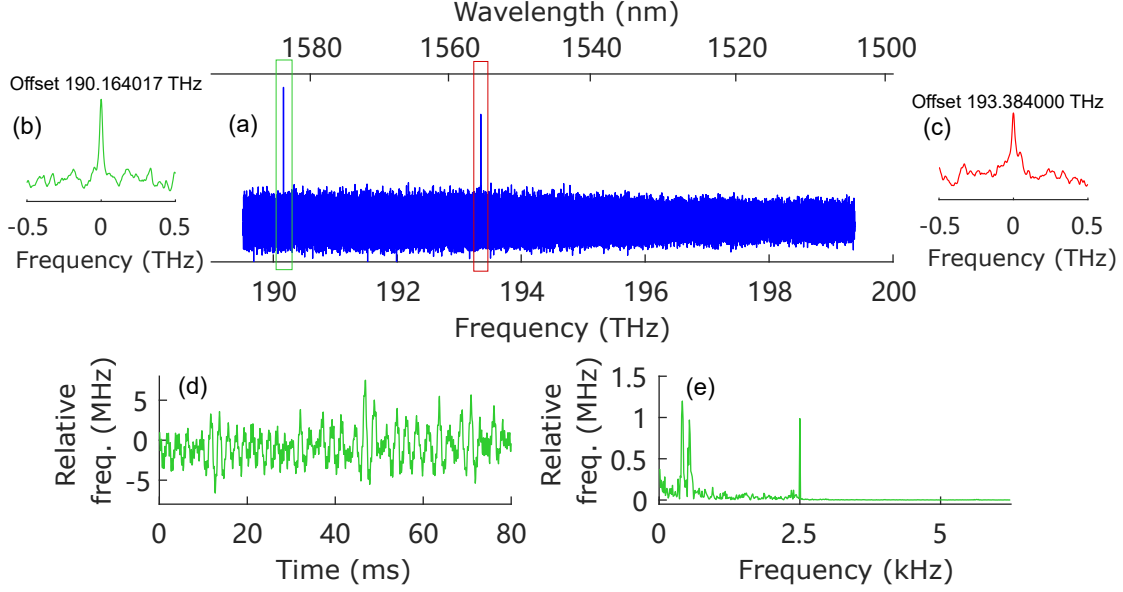 Wavelength (nm)
1580 1560 1540 1520 1500
Offset 190.164017 THz
(b)
-0.5 0 0.5
Frequency (THz)
(a)
190 192 194 196 198 200
Frequency (THz)
Offset 193.384000 THz
(c)
-0.5 0 0.5
Frequency (THz)
Relative
freq. (MHz)
5
0
-5
(d)
0 20 40 60 80
Time (ms)
Relative
freq. (MHz)
1.5
1
0.5
0
(e)
0 2.5 5
Frequency (kHz)